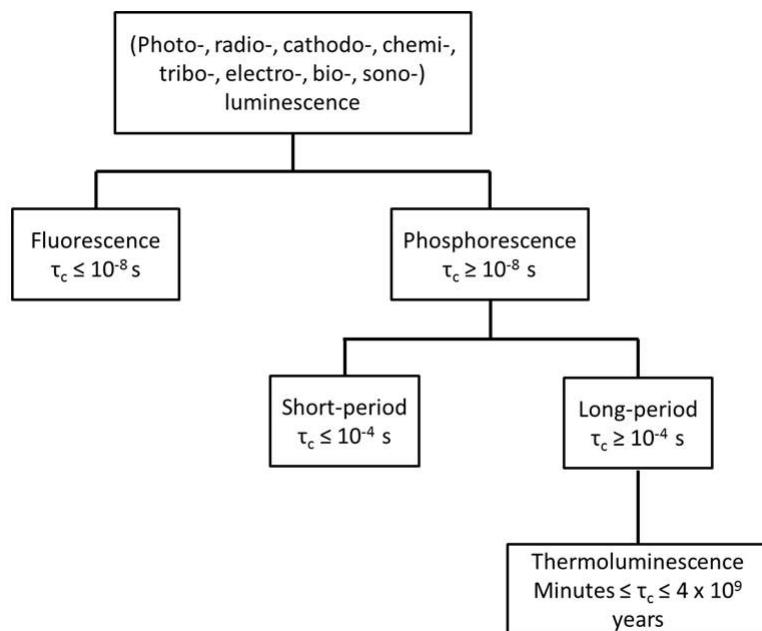 (Photo-, radio-, cathodo-, chemi-,
tribo-, electro-, bio-, sono-)
luminescence
Fluorescence
τc ≤ 10⁻⁸ s
Phosphorescence
τc ≥ 10⁻⁸ s
Short-period
τc ≤ 10⁻⁴ s
Long-period
τc ≥ 10⁻⁴ s
Thermoluminescence
Minutes ≤ τc ≤ 4 x 10⁹
years